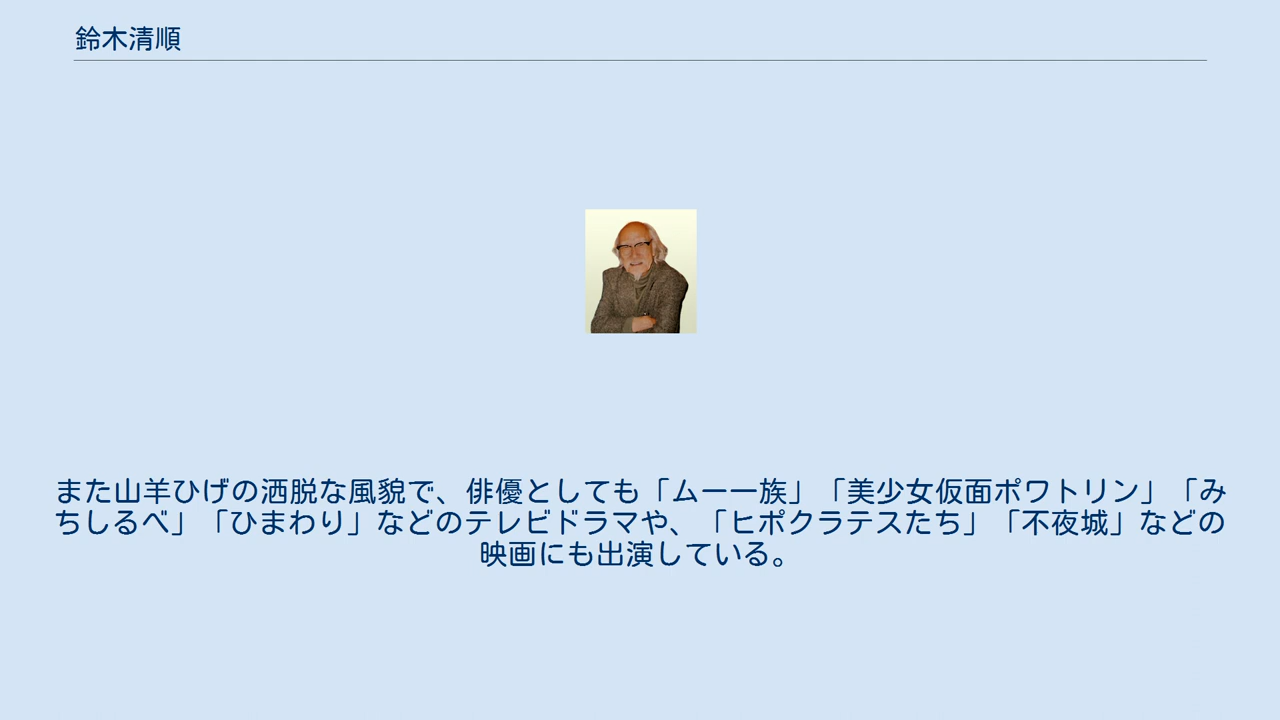 鈴木清順
また山羊ひげの洒脱な風貌で、俳優としても「ムー一族」「美少女仮面ポワトリン」「み
ちしるべ」「ひまわり」などのテレビドラマや、「ヒポクラテスたち」「不夜城」などの
映画にも出演している。